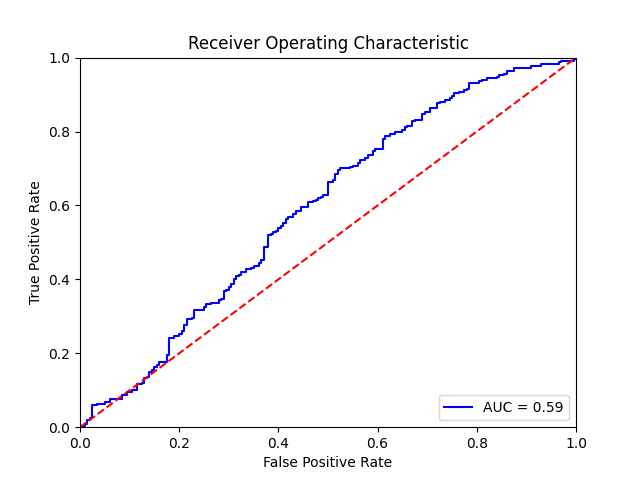 Receiver Operating Characteristic
True Positive Rate
1.0
0.8
0.6
0.4
0.2
0.0
AUC = 0.59
0.0 0.2 0.4 0.6 0.8 1.0
False Positive Rate